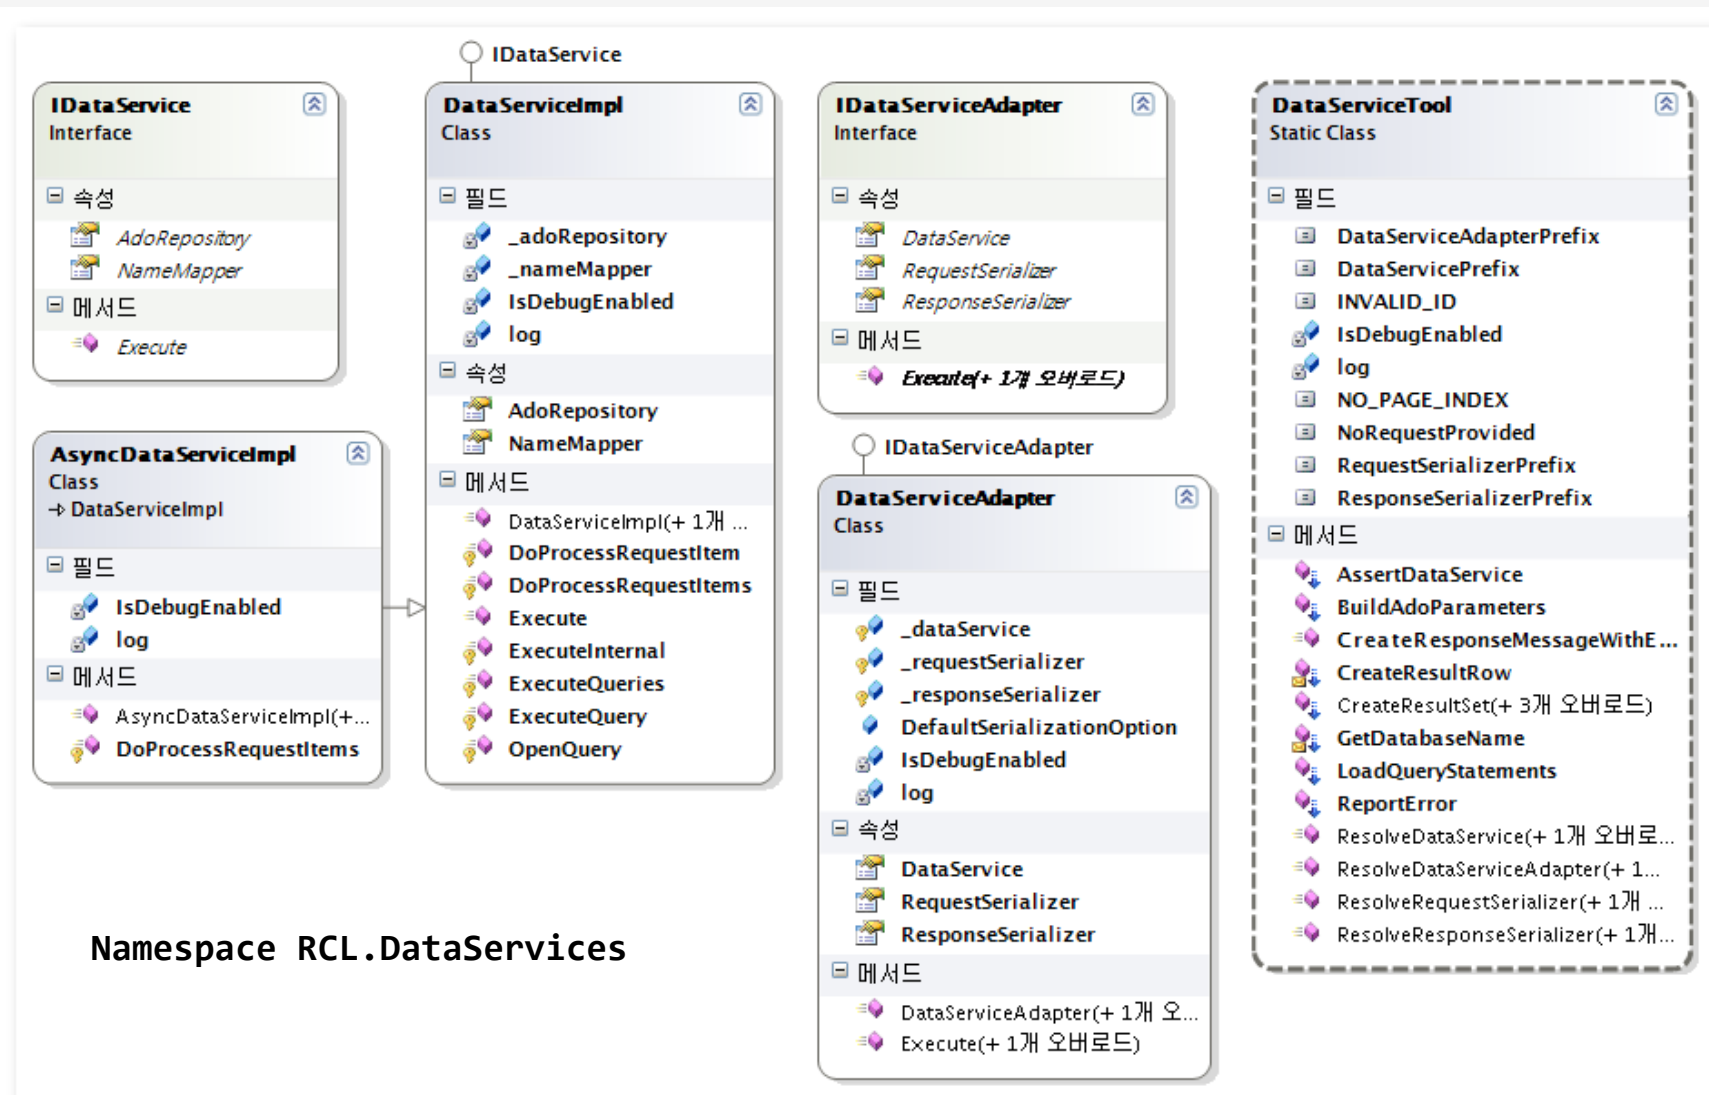 IDataService
Interface
속성
AdoRepository
NameMapper
메서드
Execute
AsyncDataServiceImpl
Class
DataServiceImpl
필드
IsDebugEnabled
log
메서드
AsyncDataServiceImpl(+...
DoProcessRequestItems
Namespace RCL.DataServices
IDataService
DataServiceImpl
Class
필드
_adoRepository
_nameMapper
IsDebugEnabled
log
속성
AdoRepository
NameMapper
메서드
DataServiceImpl(+ 1개 ...
DoProcessRequestItem
DoProcessRequestItems
Execute
ExecuteInternal
ExecuteQueries
ExecuteQuery
OpenQuery
IDataServiceAdapter
Interface
속성
DataService
RequestSerializer
ResponseSerializer
메서드
Execute(+ 1개 오버로드)
IDataServiceAdapter
DataServiceAdapter
Class
필드
_dataService
_requestSerializer
_responseSerializer
DefaultSerializationOption
IsDebugEnabled
log
속성
DataService
RequestSerializer
ResponseSerializer
메서드
DataServiceAdapter(+ 1개 오...
Execute(+ 1개 오버로드)
DataServiceTool
Static Class
필드
DataServiceAdapterPrefix
DataServicePrefix
INVALID_ID
IsDebugEnabled
log
NO_PAGE_INDEX
NoRequestProvided
RequestSerializerPrefix
ResponseSerializerPrefix
메서드
AssertDataService
BuildAdoParameters
CreateResponseMessageWithE...
CreateResultRow
CreateResultSet(+ 3개 오버로드)
GetDatabaseName
LoadQueryStatements
ReportError
ResolveDataService(+ 1개 오버로...
ResolveDataServiceAdapter(+ 1...
ResolveRequestSerializer(+ 1개 ...
ResolveResponseSerializer(+ 1개...